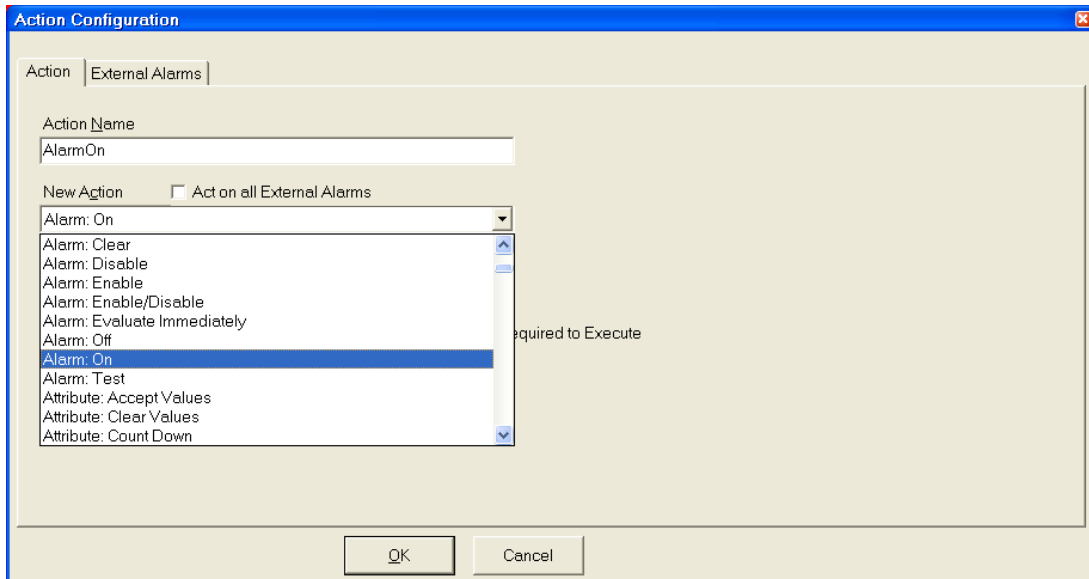 Action Configuration
Action
External Alarms
Action Name
AlarmOn
New Action
Act on all External Alarms
Alarm: On
Alarm: Clear
Alarm: Disable
Alarm: Enable
Alarm: Enable/Disable
Alarm: Evaluate Immediately
Alarm: Off
Alarm: On
Alarm: Test
Attribute: Accept Values
Attribute: Clear Values
Attribute: Count Down
to Execute
OK
Cancel